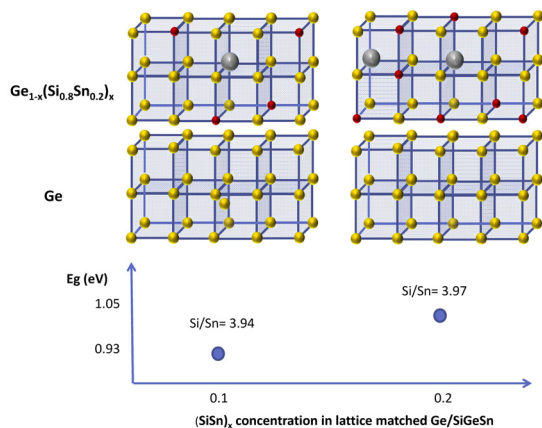 Ge1-x(Si0.8Sn0.2)x
Ge
Eg (eV)
1.05
Si/Sn= 3.97
Si/Sn= 3.94
0.93
0.1 0.2
(SiSn)x concentration in lattice matched Ge/SiGeSn